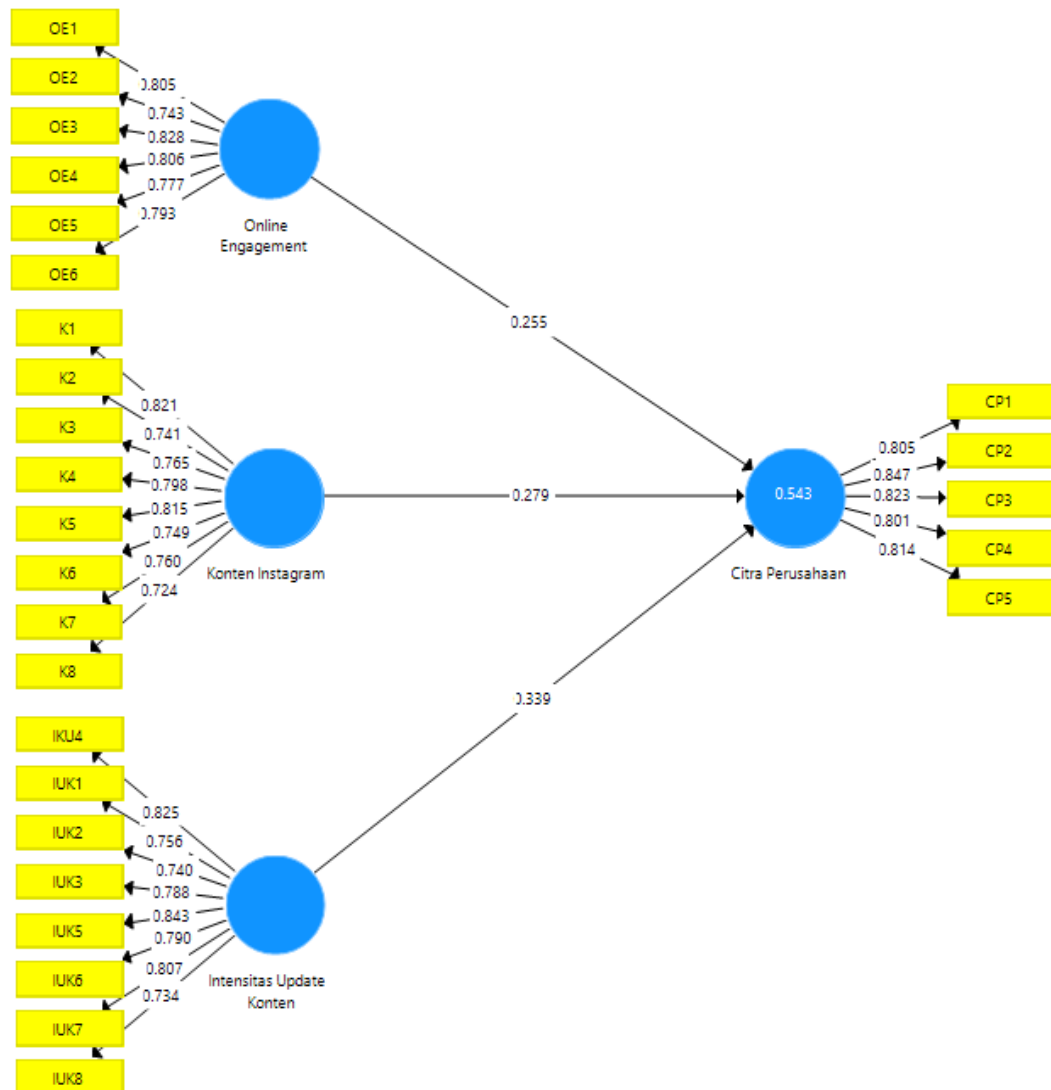 OE1
OE2
OE3
OE4
OE5
OE6
0.805
0.743
0.828
0.806
0.777
0.793
Online
Engagement
0.255
K1
K2
K3
K4
K5
K6
K7
K8
0.821
0.741
0.765
0.798
0.815
0.749
0.760
0.724
Konten Instagram
0.279
0.543
Citra Perusahaan
0.805
0.847
0.823
0.801
0.814
CP1
CP2
CP3
CP4
CP5
0.339
IKU4
IUK1
IUK2
IUK3
IUK5
IUK6
IUK7
IUK8
0.825
0.756
0.740
0.788
0.843
0.790
0.807
0.734
Intensitas Update
Konten